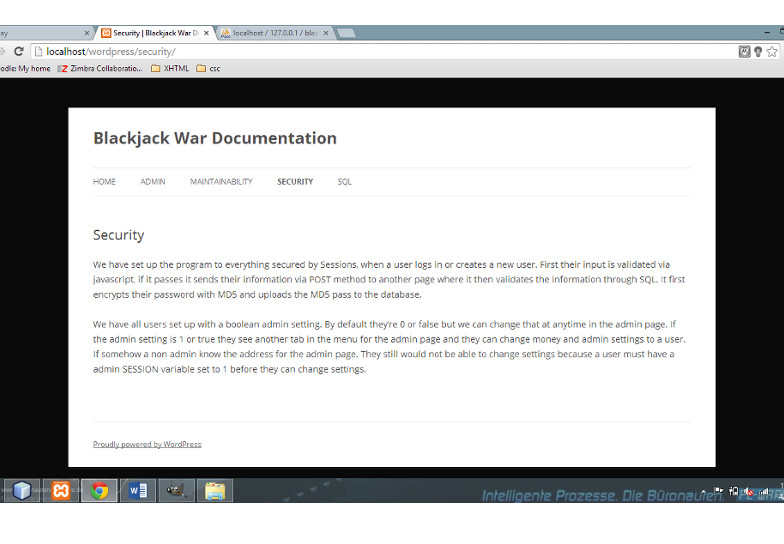 ay
Security | Blackjack War D
localhost / 127.0.0.1 / blac
localhost/wordpress/security/
odle: My home Zimbra Collaboratio... XHTML csc
Blackjack War Documentation
HOME ADMIN MAINTAINABILITY SECURITY SQL
Security
We have set up the program to everything secured by Sessions, when a user logs in or creates a new user. First their input is validated via
javascript, if it passes it sends their information via POST method to another page where it then validates the information through SQL. It first
encrypts their password with MD5 and uploads the MD5 pass to the database.
We have all users set up with a boolean admin setting. By default they're 0 or false but we can change that at anytime in the admin page. If
the admin setting is 1 or true they see another tab in the menu for the admin page and they can change money and admin settings to a user.
If somehow a non admin know the address for the admin page. They still would not be able to change settings because a user must have a
admin SESSION variable set to 1 before they can change settings.
Proudly powered by WordPress
Intelligente Prozesse. Die Büronauten.